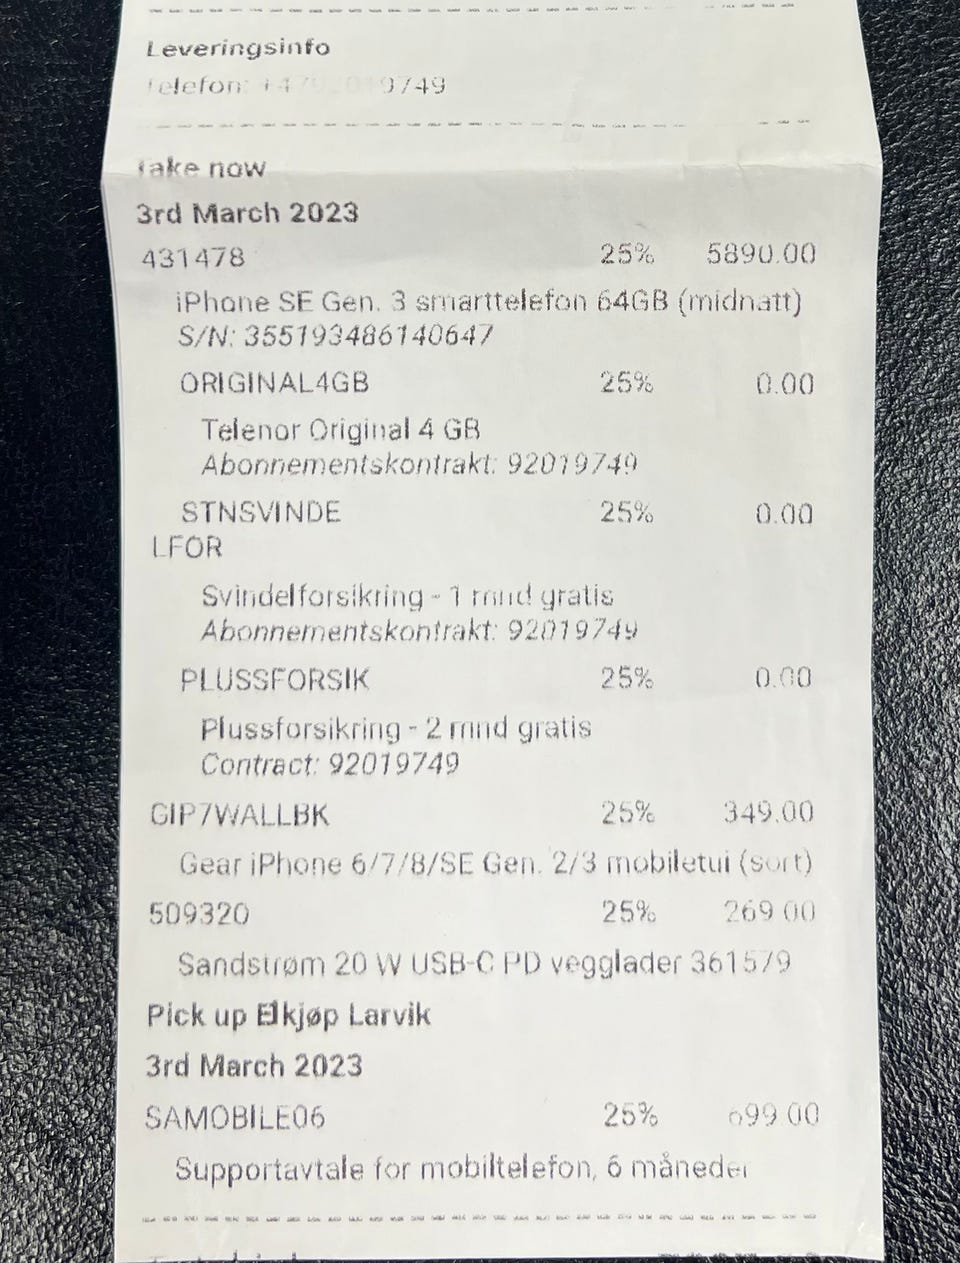 Leveringsinfo
Telefon: 9749
Take now
3rd March 2023
431478 25% 5890.00
iPhone SE Gen. 3 smarttelefon 64GB (midnatt)
S/N: 355193486140647
ORIGINAL4GB 25% 0.00
Telenor Original 4 GB
Abonnementskontrakt: 92019749
STNSVINDE 25% 0.00
LFOR
Svindelforsikring - 1 mnd gratis
Abonnementskontrakt: 92019749
PLUSSFORSIK 25% 0.00
Plussforsikring - 2 mnd gratis
Contract: 92019749
GIP7WALLBK 25% 349.00
Gear iPhone 6/7/8/SE Gen. 2/3 mobiletui (sort)
509320 25% 269.00
Sandstrøm 20 W USB-C PD vegglader 361579
Pick up Elkjøp Larvik
3rd March 2023
SAMOBILE06 25% 699.00
Supportavtale for mobiltelefon, 6 måneder